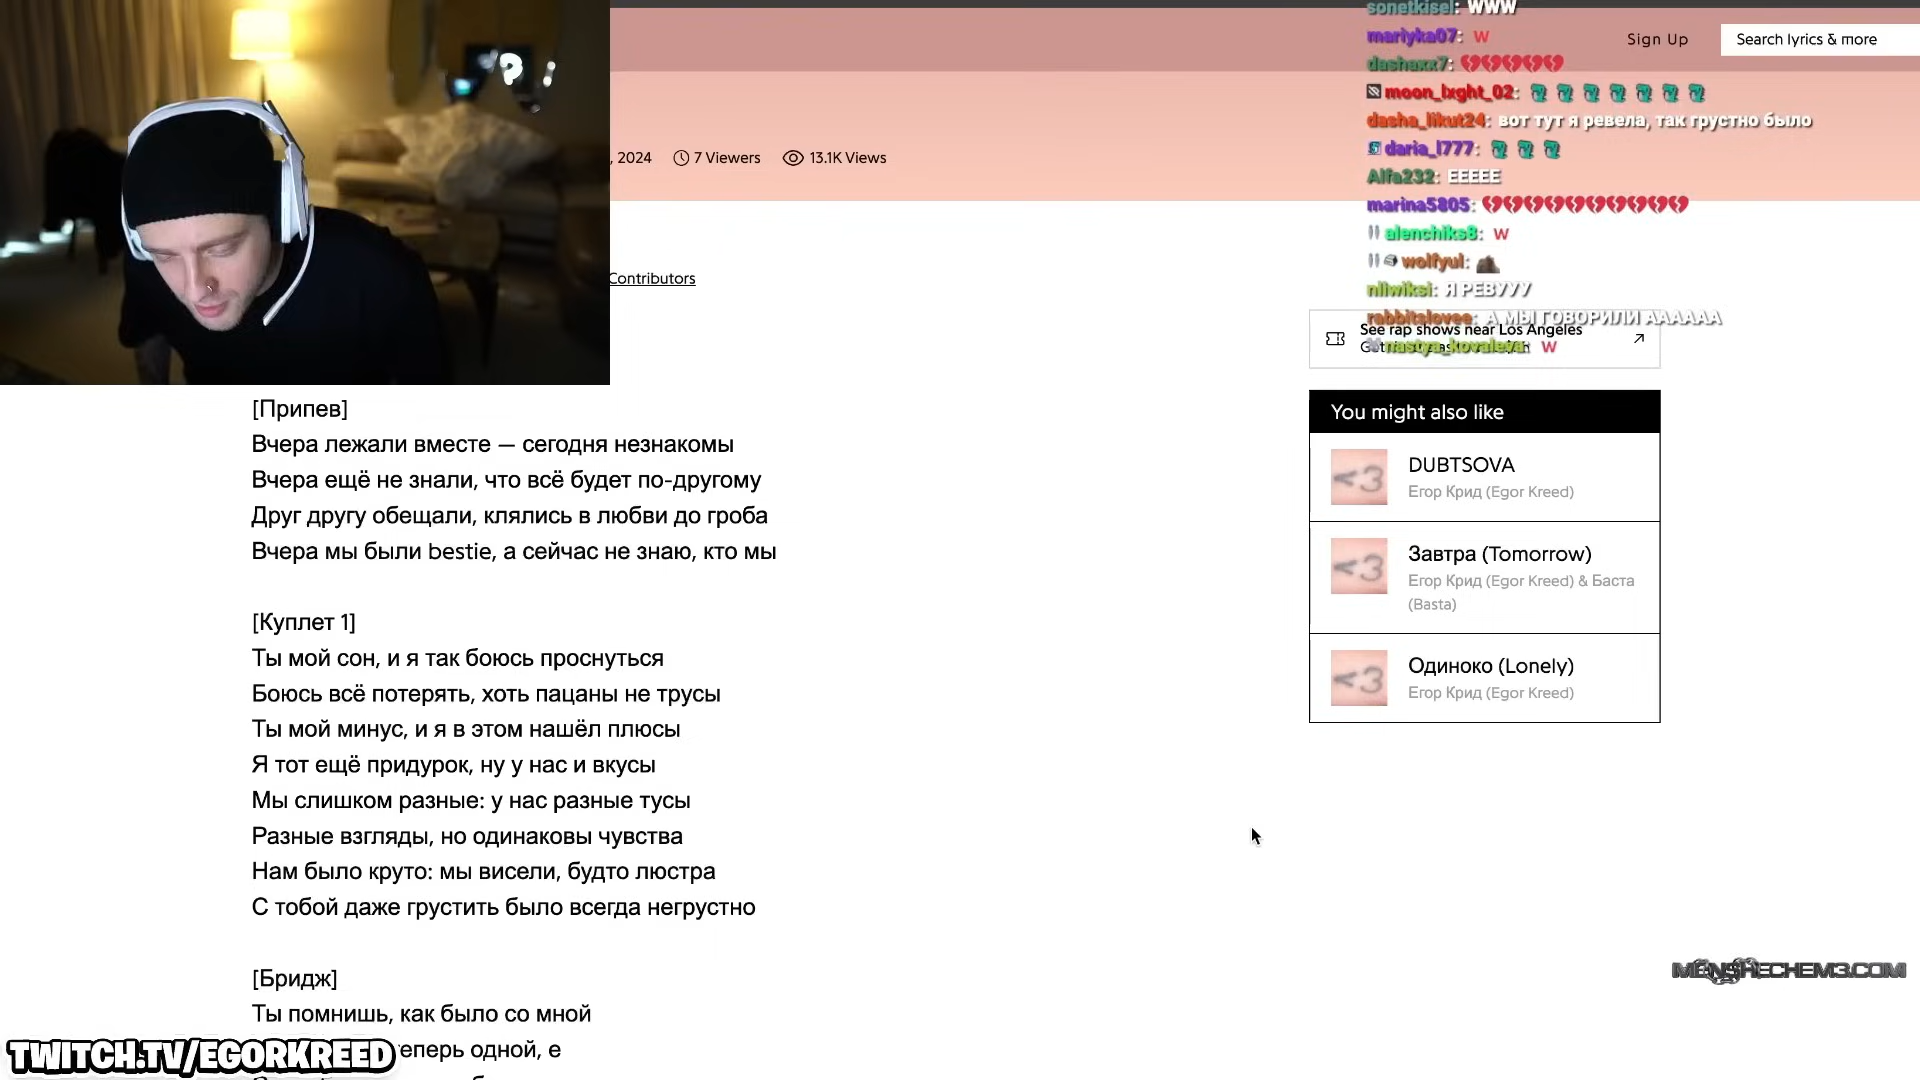 sonetkisel: WWW
mariyka07: W
Sign Up
Search lyrics & more
dashaxx7:
moon_lxght_02:
dasha_likut24: вот тут я ревела, так грустно было
, 2024
7 Viewers
13.1K Views
daria_l777:
Alfa232: EEEEE
marina5805:
alenchiks8: W
wolfyul:
Contributors
nliwiksi: Я РЕВУУУ
rabbitslovee: А МЫ ГОВОРИЛИ АААААА
See rap shows near Los Angeles
nastya_kovaleva: W
[Припев]
Вчера лежали вместе — сегодня незнакомы
Вчера ещё не знали, что всё будет по-другому
Друг другу обещали, клялись в любви до гроба
Вчера мы были bestie, а сейчас не знаю, кто мы
[Куплет 1]
Ты мой сон, и я так боюсь проснуться
Боюсь всё потерять, хоть пацаны не трусы
Ты мой минус, и я в этом нашёл плюсы
Я тот ещё придурок, ну у нас и вкусы
Мы слишком разные: у нас разные тусы
Разные взгляды, но одинаковы чувства
Нам было круто: мы висели, будто люстра
С тобой даже грустить было всегда негрустно
[Бридж]
Ты помнишь, как было со мной
теперь одной, е
You might also like
<3
DUBTSOVA
Егор Крид (Egor Kreed)
<3
Завтра (Tomorrow)
Егор Крид (Egor Kreed) & Баста
(Basta)
<3
Одиноко (Lonely)
Егор Крид (Egor Kreed)
MENSHECHEM3.COM
TWITCH.TV/EGORKREED